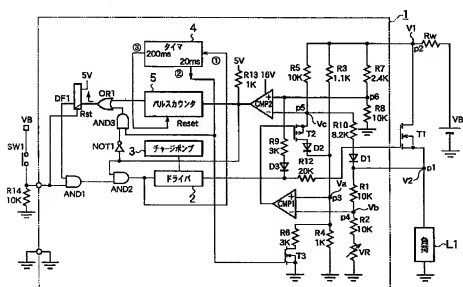 1
4
③
タイマ
200ms
20ms
①
②
5V
R13
1K
16V
CMP2
R5
10K
R3
1.1K
R7
2.4K
V1
p2
Rw
p6
R8
10K
5V
DF1
Rst
OR1
5
パルスカウンタ
AND3
Reset
p5
Vc
R10
8.2K
T2
D2
R9
3K
D3
T1
VB
VB
SW1
NOT1
3
チャージポンプ
R12
20K
D1
V2
p1
R14
10K
AND1
AND2
ドライバ
2
CMP1
Va
p3
R1
10K
Vb
p4
R2
10K
R6
3K
T3
R4
1K
VR
負荷
L1